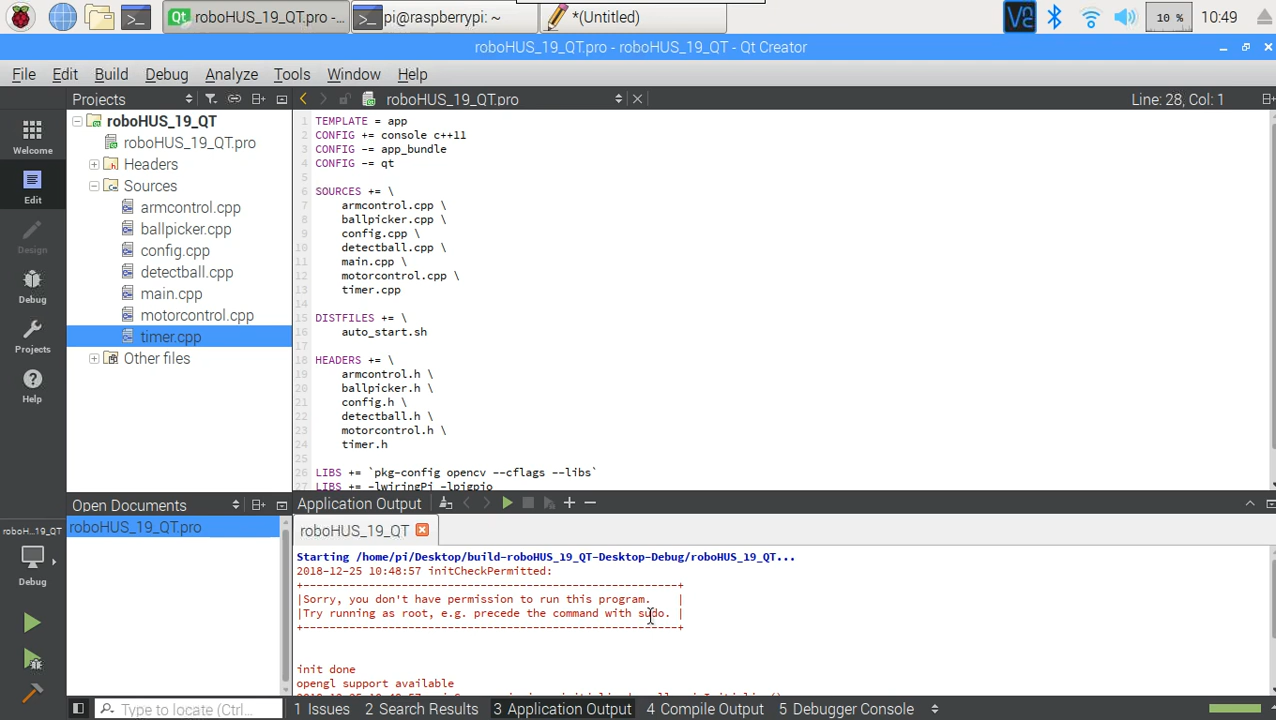 roboHUS_19_QT.pro-...
pi@raspberrypi: ~
*(Untitled)
10 %
10:49
roboHUS_19_QT.pro - roboHUS_19_QT - Qt Creator
File Edit Build Debug Analyze Tools Window Help
Projects
roboHUS_19_QT.pro
Line: 28, Col: 1
Welcome
Edit
Design
Debug
Projects
Help
roboHUS_19_QT
roboHUS_19_QT.pro
Headers
Sources
armcontrol.cpp
ballpicker.cpp
config.cpp
detectball.cpp
main.cpp
motorcontrol.cpp
timer.cpp
Other files
1 TEMPLATE = app
2 CONFIG += console c++11
3 CONFIG -= app_bundle
4 CONFIG -= qt
5
6 SOURCES += \
7 armcontrol.cpp \
8 ballpicker.cpp \
9 config.cpp \
10 detectball.cpp \
11 main.cpp \
12 motorcontrol.cpp \
13 timer.cpp
14
15 DISTFILES += \
16 auto_start.sh
17
18 HEADERS += \
19 armcontrol.h \
20 ballpicker.h \
21 config.h \
22 detectball.h \
23 motorcontrol.h \
24 timer.h
25
26 LIBS += `pkg-config opencv --cflags --libs`
27 LIBS += -lwiringPi -lpigpio
Open Documents
roboHUS_19_QT.pro
roboH...19_QT
Debug
Application Output
roboHUS_19_QT
Starting /home/pi/Desktop/build-roboHUS_19_QT-Desktop-Debug/roboHUS_19_QT...
2018-12-25 10:48:57 initCheckPermitted:
+---------------------------------------------------------+
|Sorry, you don't have permission to run this program. |
|Try running as root, e.g. precede the command with sudo. |
+---------------------------------------------------------+
init done
opengl support available
Type to locate (Ctrl...
1 Issues 2 Search Results 3 Application Output 4 Compile Output 5 Debugger Console